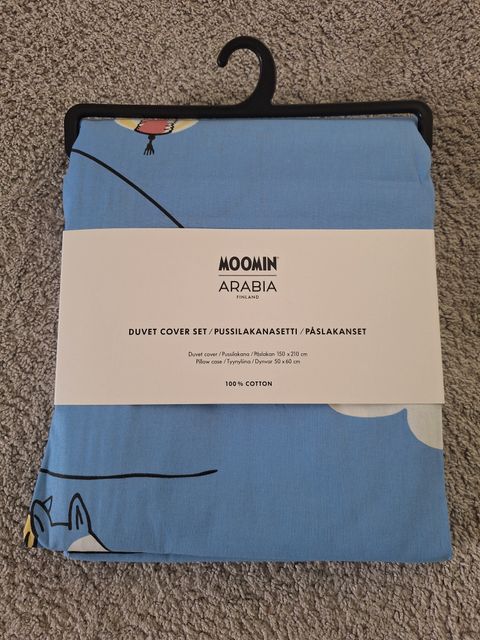 MOOMIN
ARABIA
FINLAND
DUVET COVER SET / PUSSILAKANASETTI / PÅSLAKANSET
Duvet cover / Pussilakana / Påslakan 150 x 210 cm
Pillow case / Tyynyliina / Dynvar 50 x 60 cm
100 % COTTON